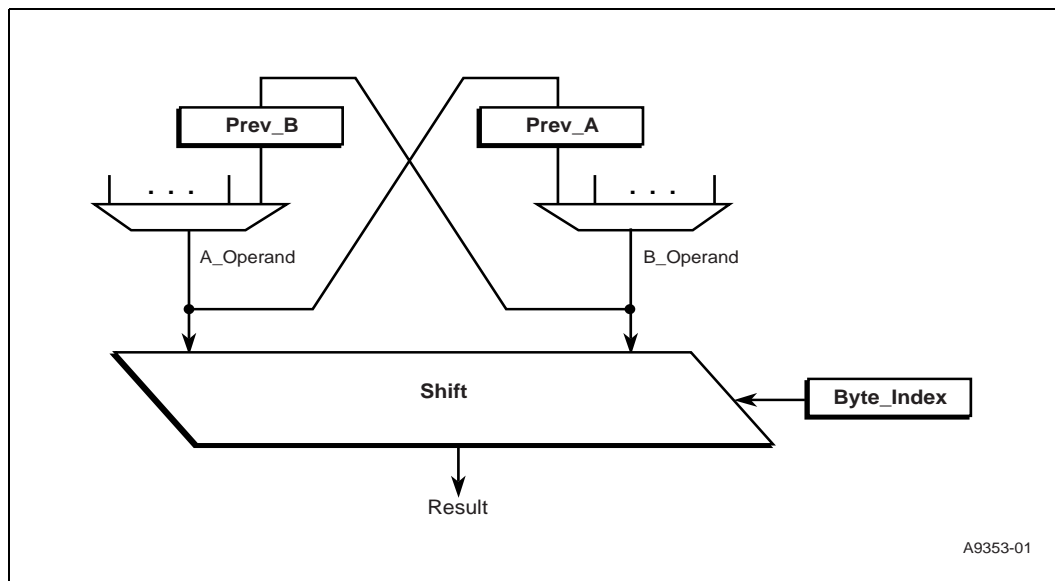 Prev_B
Prev_A
. . .
. . .
A_Operand
B_Operand
Shift
Byte_Index
Result
A9353-01